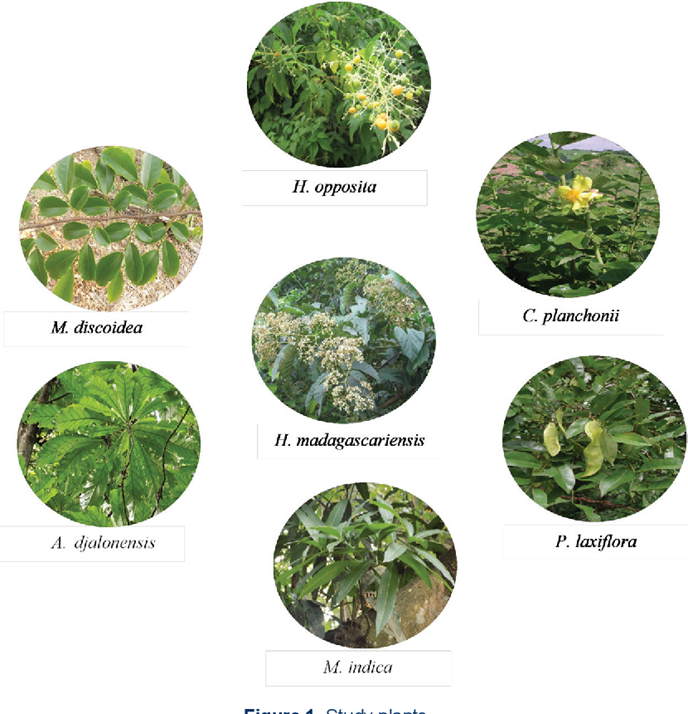 H. opposita
M. discoidea
C. planchonii
H. madagascariensis
A. djalonensis
P. laxiflora
M. indica
Figure 1. Study plants